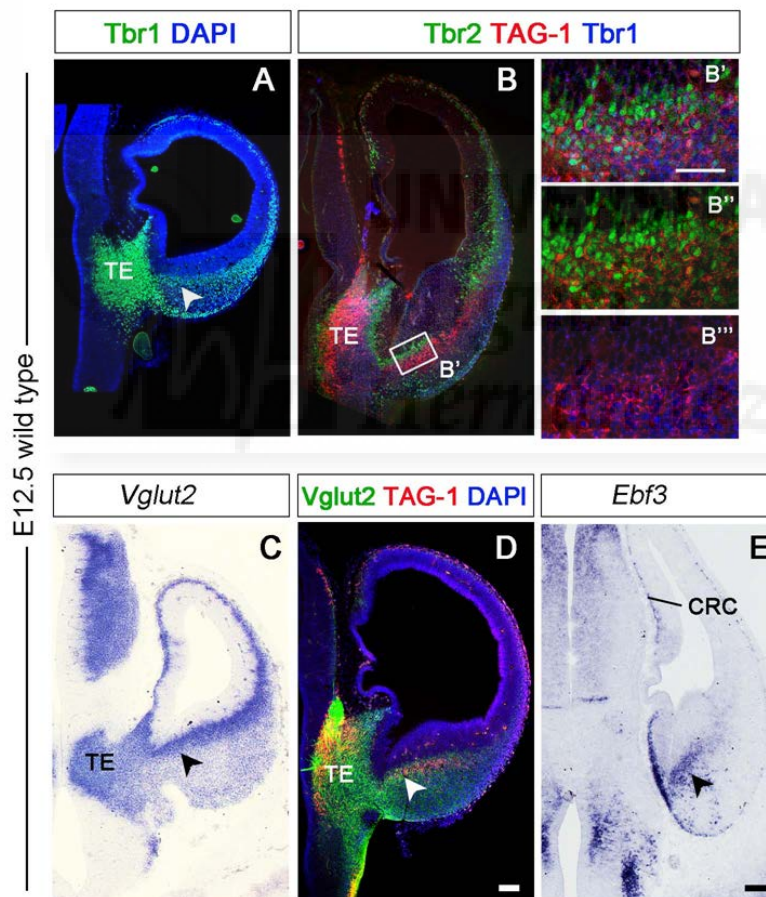 Tbr1 DAPI
Tbr2 TAG-1 Tbr1
A
B
B'
B''
B'''
TE
TE
B'
E12.5 wild type
Vglut2
Vglut2 TAG-1 DAPI
Ebf3
C
D
E
CRC
TE
TE